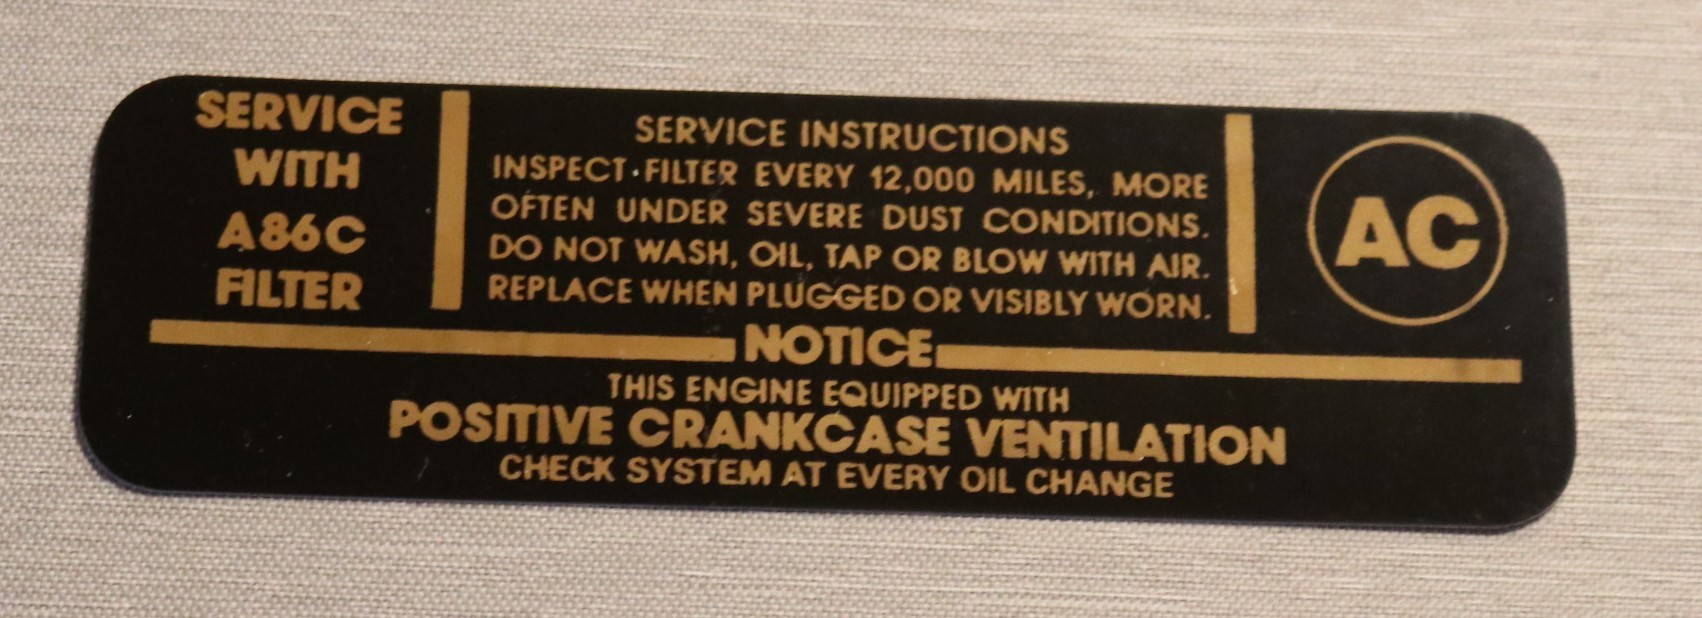 SERVICE
WITH
A86C
FILTER
SERVICE INSTRUCTIONS
INSPECT·FILTER EVERY 12,000 MILES, MORE
OFTEN UNDER SEVERE DUST CONDITIONS.
DO NOT WASH, OIL, TAP OR BLOW WITH AIR.
REPLACE WHEN PLUGGED OR VISIBLY WORN.
AC
NOTICE
THIS ENGINE EQUIPPED WITH
POSITIVE CRANKCASE VENTILATION
CHECK SYSTEM AT EVERY OIL CHANGE